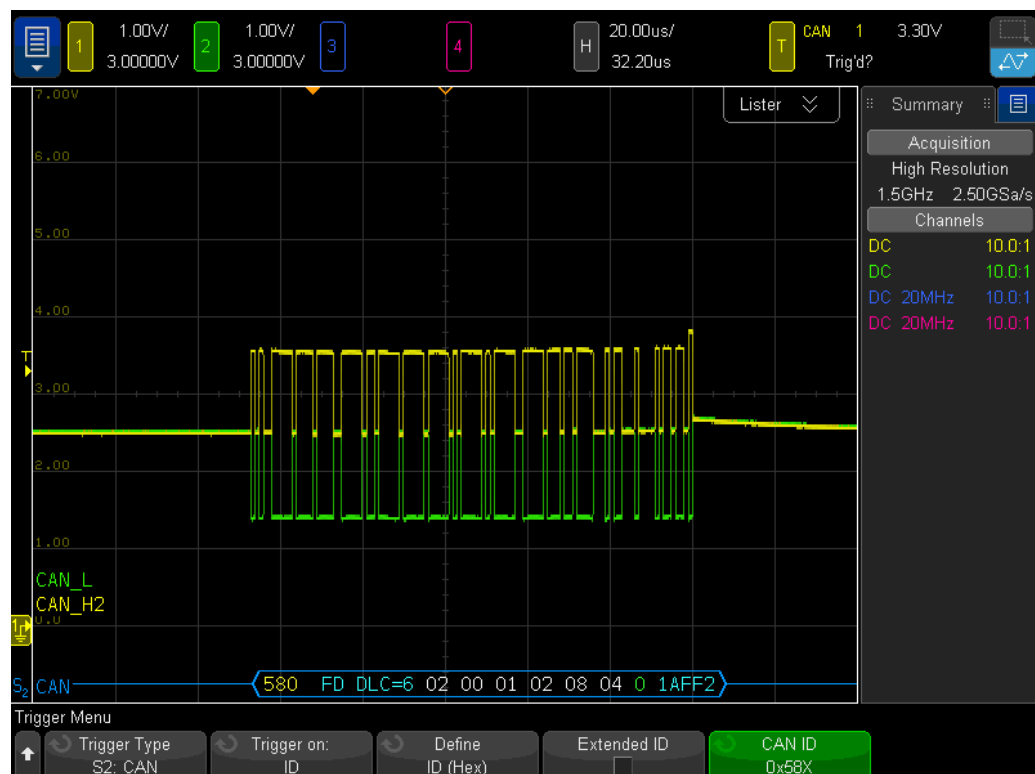 1 1.00V/ 2 1.00V/ 3 4 H 20.00us/ T CAN 1 3.30V
3.00000V 3.00000V 32.20us Trig'd?
7.00V
Lister
Summary
Acquisition
High Resolution
1.5GHz 2.50GSa/s
Channels
DC 10.0:1
DC 10.0:1
DC 20MHz 10.0:1
DC 20MHz 10.0:1
6.00
5.00
4.00
T
3.00
2.00
1.00
CAN_L
CAN_H2
0.0
1
S2 CAN 580 FD DLC=6 02 00 01 02 08 04 0 1AFF2
Trigger Menu
Trigger Type
S2: CAN
Trigger on:
ID
Define
ID (Hex)
Extended ID
CAN ID
0x58X